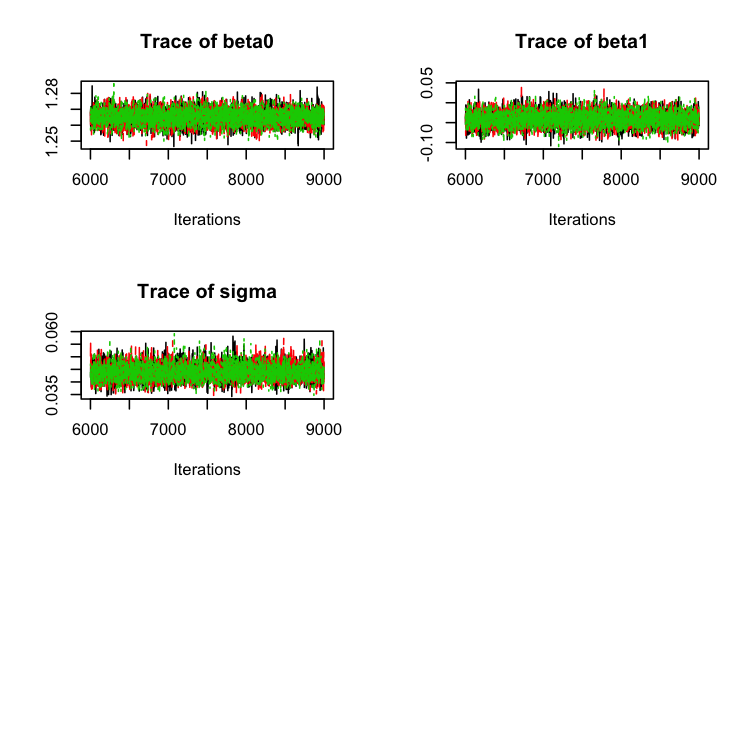 Trace of beta0
1.28
1.25
6000 7000 8000 9000
Iterations
Trace of beta1
0.05
-0.10
6000 7000 8000 9000
Iterations
Trace of sigma
0.060
0.035
6000 7000 8000 9000
Iterations